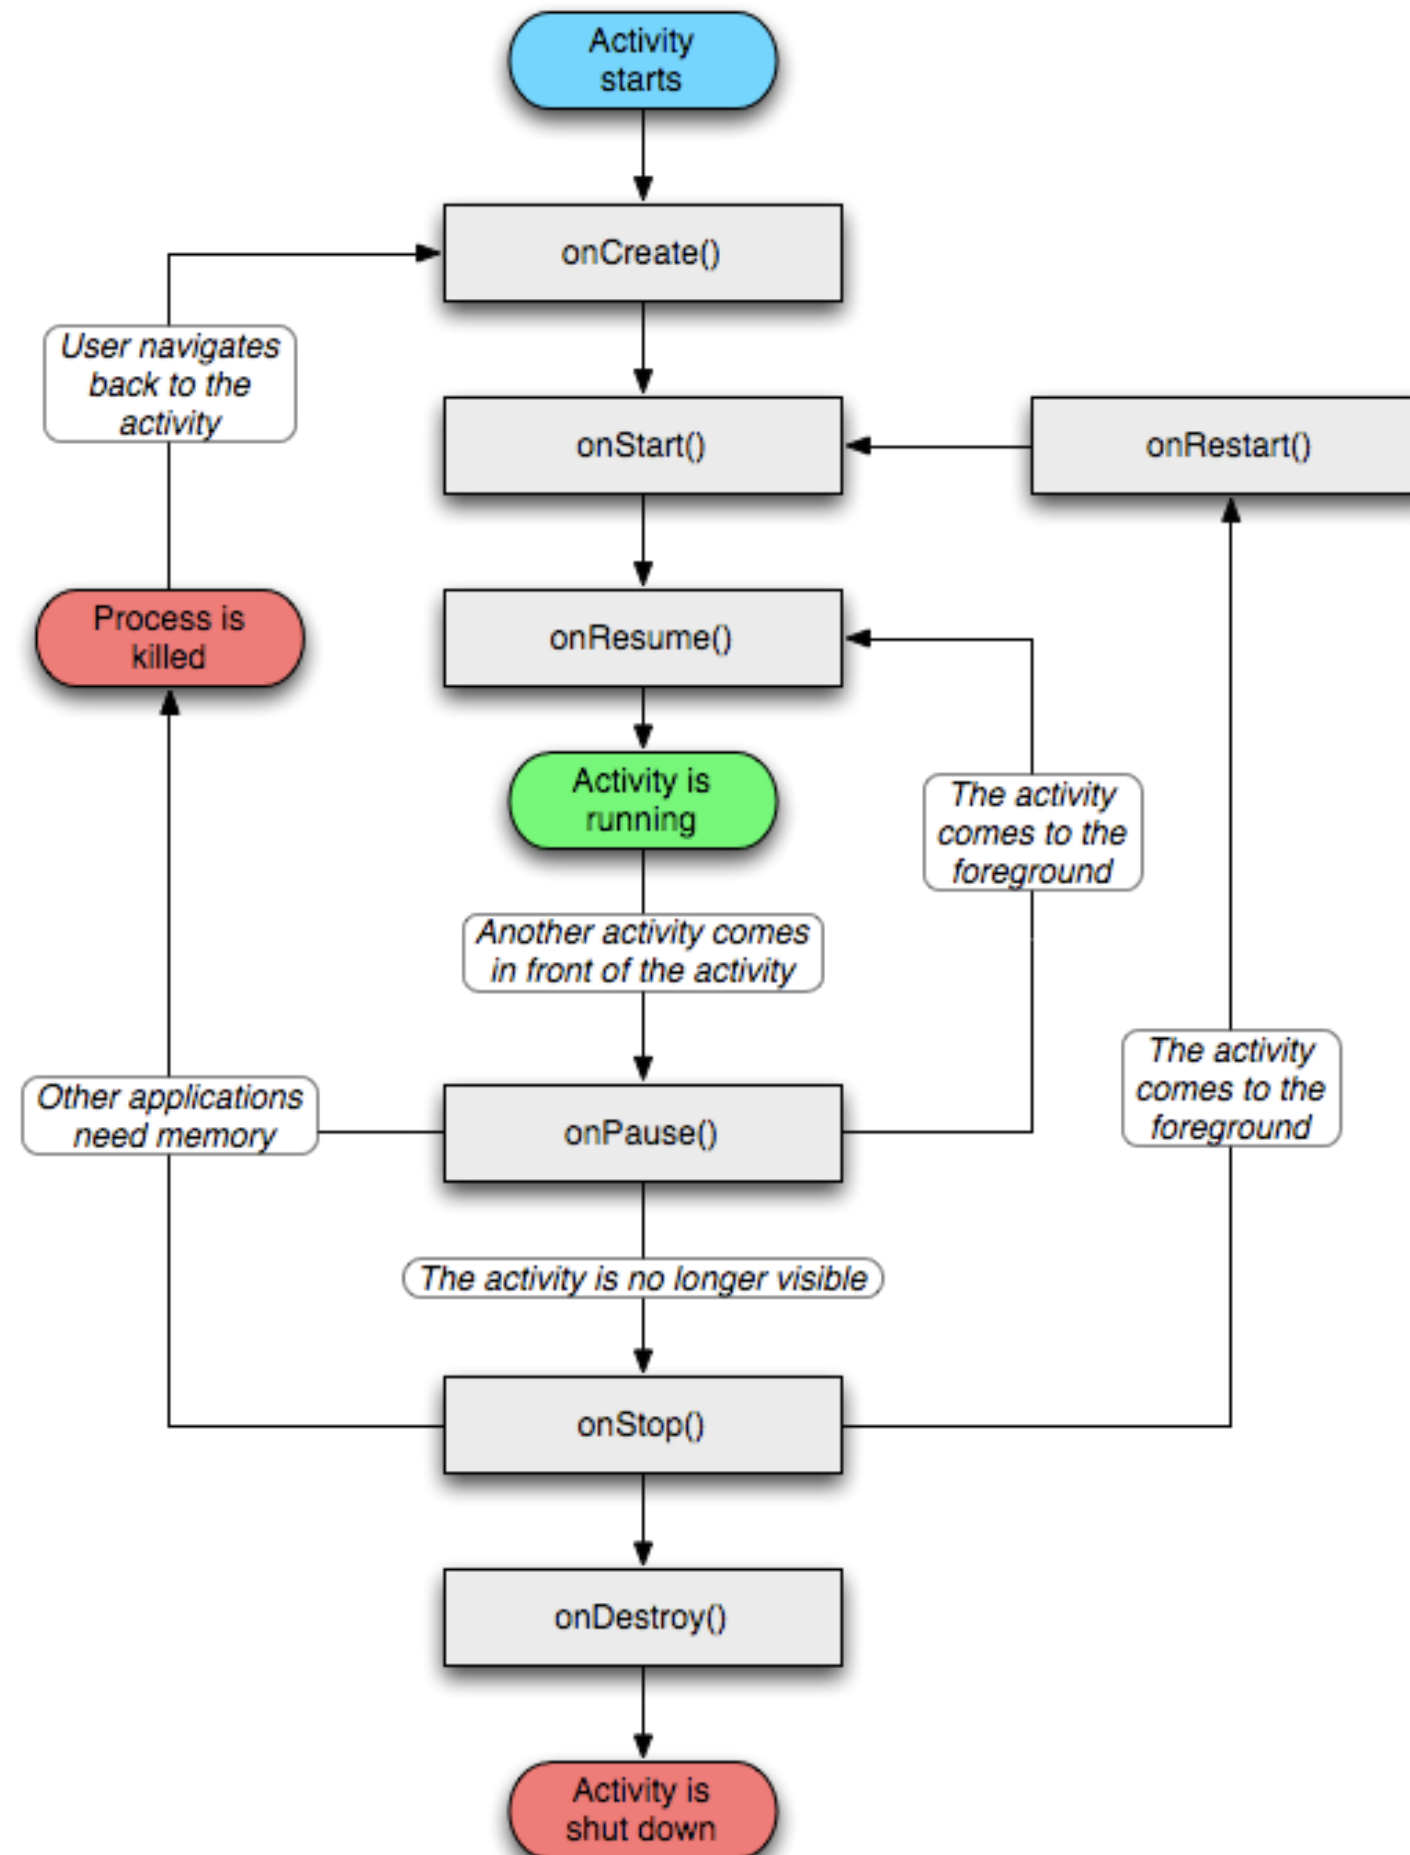 Activity
starts
onCreate()
User navigates
back to the
activity
onStart()
onRestart()
Process is
killed
onResume()
Activity is
running
The activity
comes to the
foreground
Another activity comes
in front of the activity
The activity
comes to the
foreground
Other applications
need memory
onPause()
The activity is no longer visible
onStop()
onDestroy()
Activity is
shut down